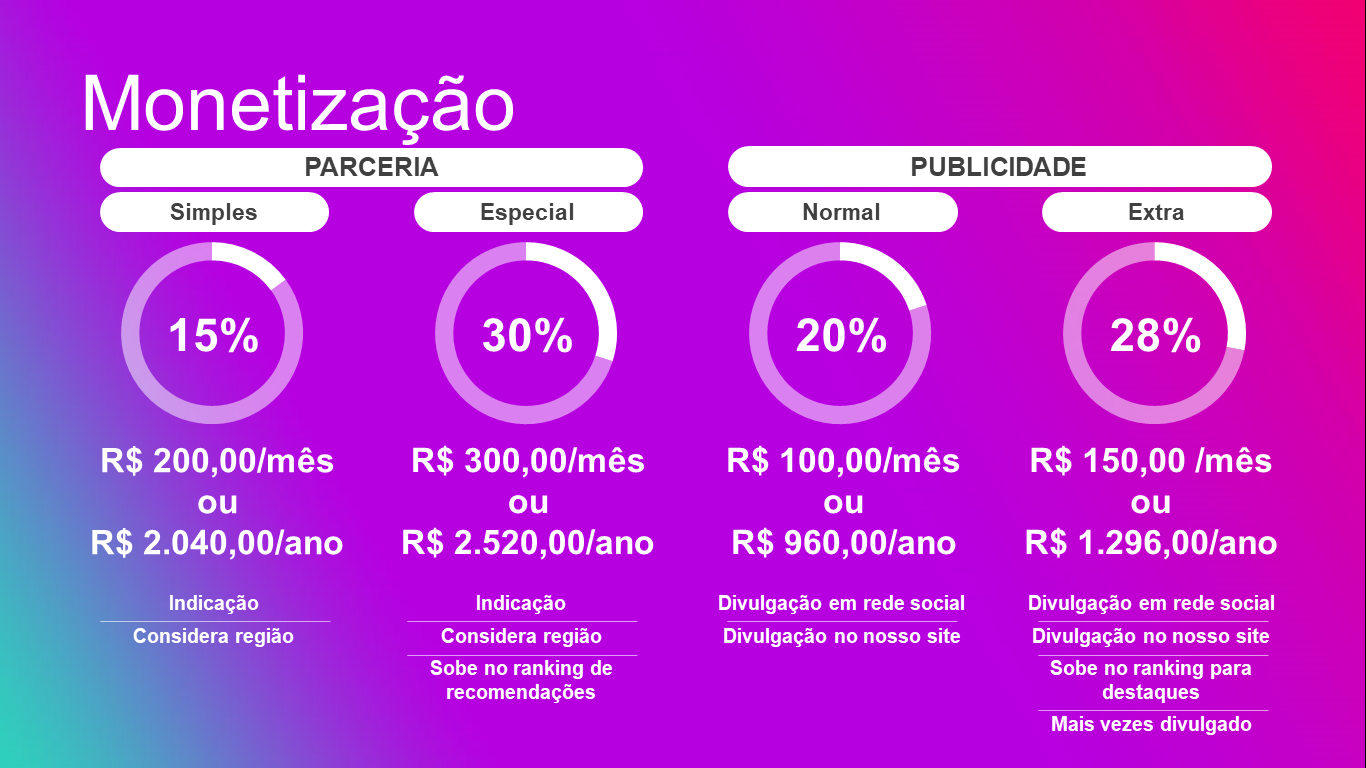 Monetização
PARCERIA
Simples
Especial
15%
30%
R$ 200,00/mês
ou
R$ 2.040,00/ano
R$ 300,00/mês
ou
R$ 2.520,00/ano
Indicação
Considera região
Indicação
Considera região
Sobe no ranking de
recomendações
PUBLICIDADE
Normal
Extra
20%
28%
R$ 100,00/mês
ou
R$ 960,00/ano
R$ 150,00 /mês
ou
R$ 1.296,00/ano
Divulgação em rede social
Divulgação no nosso site
Divulgação em rede social
Divulgação no nosso site
Sobe no ranking para
destaques
Mais vezes divulgado